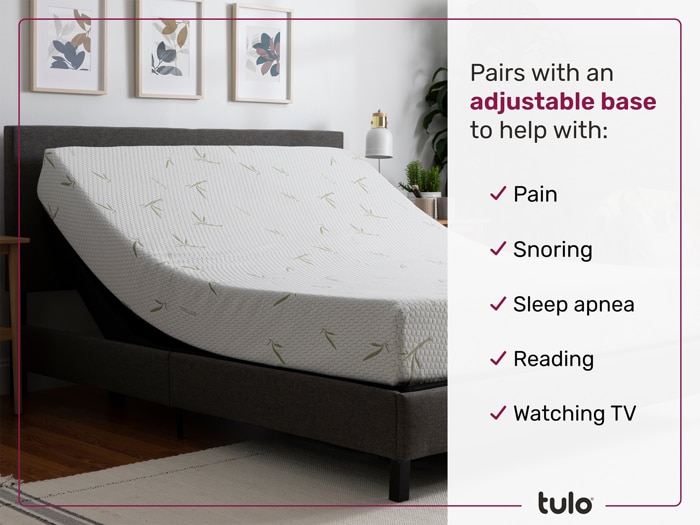 Pairs with an
adjustable base
to help with:
Pain
Snoring
Sleep apnea
Reading
Watching TV
tulo